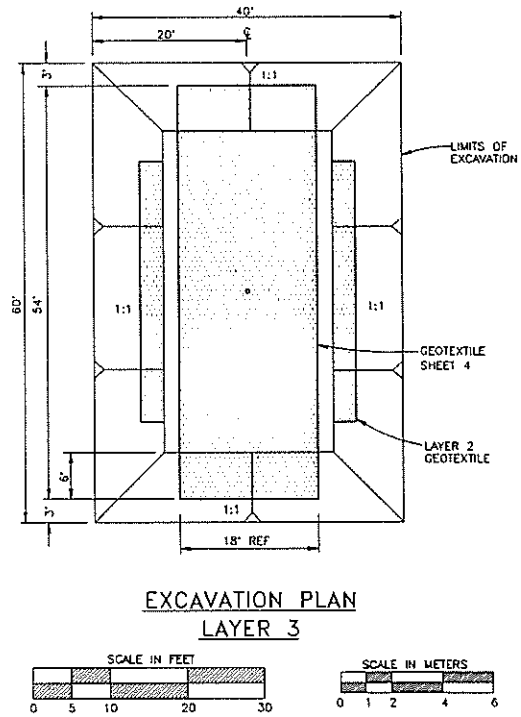 40'
20'
℄
3'
1:1
LIMITS OF
EXCAVATION
60'
54'
1:1
1:1
GEOTEXTILE
SHEET 4
LAYER 2
GEOTEXTILE
6'
3'
1:1
18' REF
EXCAVATION PLAN
LAYER 3
SCALE IN FEET
0 5 10 20 30
SCALE IN METERS
0 1 2 4 6